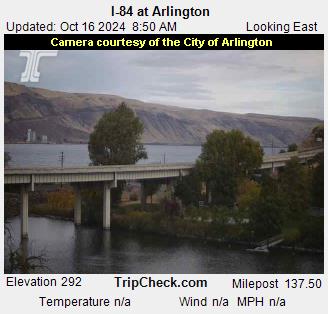 I-84 at Arlington
Updated: Oct 16 2024 8:50 AM Looking East
Camera courtesy of the City of Arlington
Elevation 292 TripCheck.com Milepost 137.50
Temperature n/a Wind n/a MPH n/a